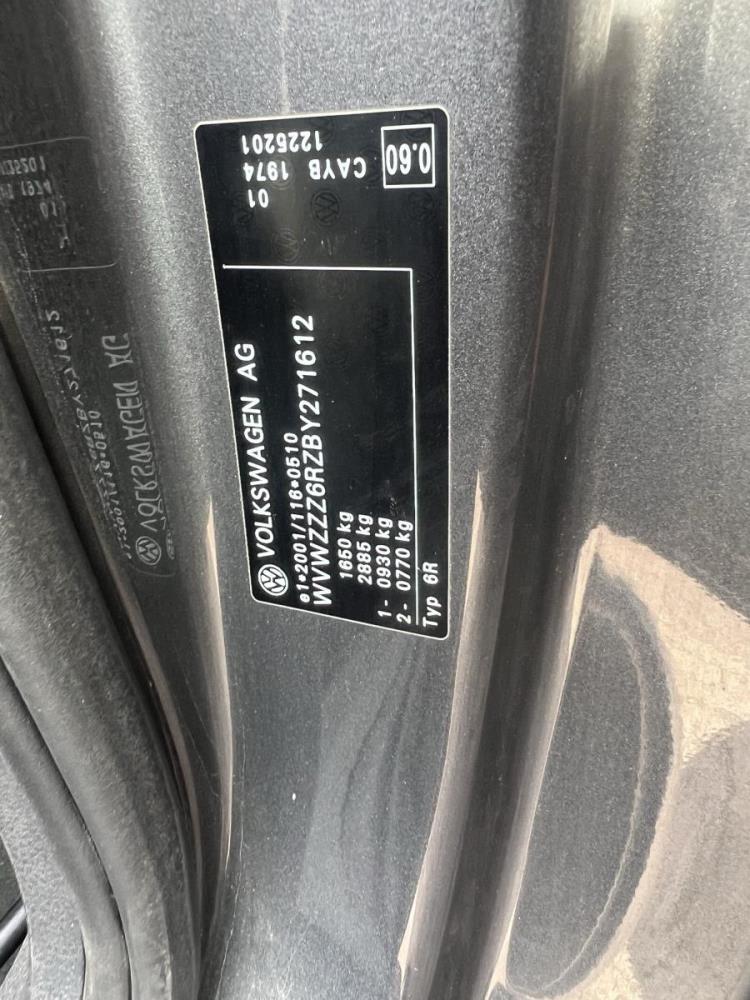 VOLKSWAGEN AG
e1*2001/116*0510
WVWZZZ6RZBY271612
1650 kg
2885 kg
1- 0930 kg
2- 0770 kg
Typ 6R
01
CAYB 1974
1225201
0.60